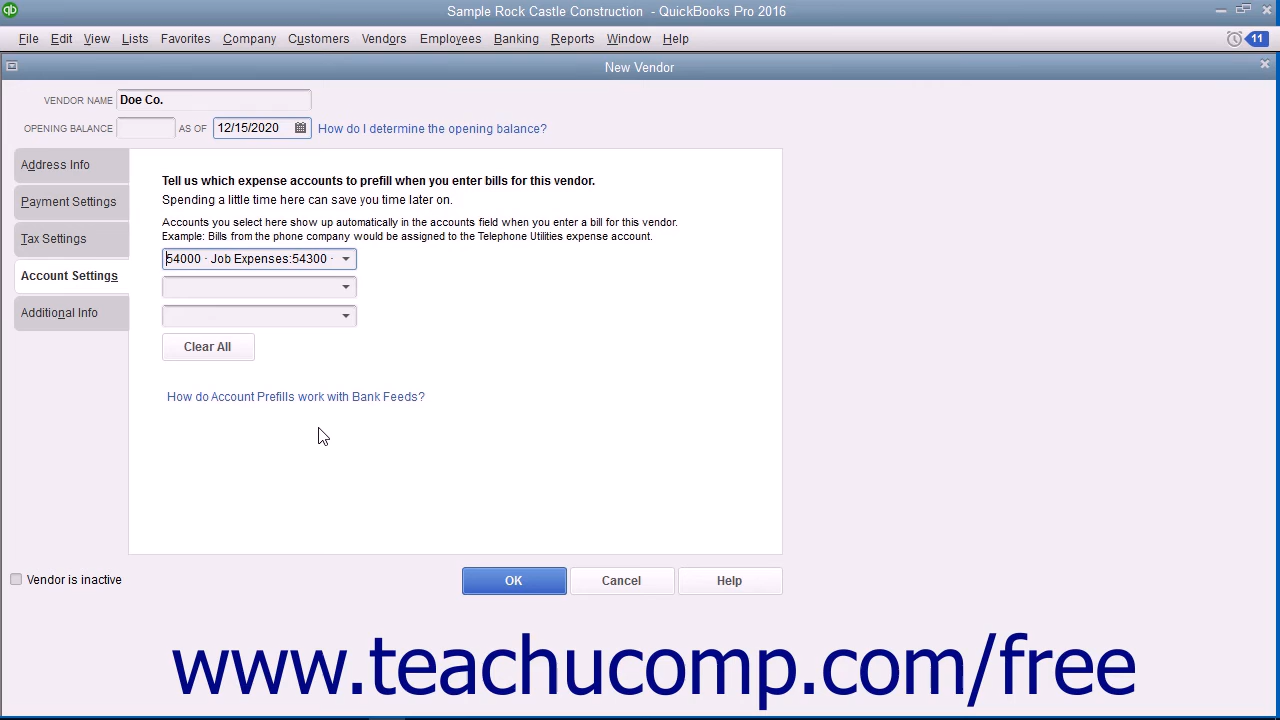 qb
Sample Rock Castle Construction - QuickBooks Pro 2016
File Edit View Lists Favorites Company Customers Vendors Employees Banking Reports Window Help 11
New Vendor
VENDOR NAME Doe Co.
OPENING BALANCE AS OF 12/15/2020 How do I determine the opening balance?
Address Info
Payment Settings
Tax Settings
Account Settings
Additional Info
Tell us which expense accounts to prefill when you enter bills for this vendor.
Spending a little time here can save you time later on.
Accounts you select here show up automatically in the accounts field when you enter a bill for this vendor.
Example: Bills from the phone company would be assigned to the Telephone Utilities expense account.
54000 · Job Expenses:54300 ·
Clear All
How do Account Prefills work with Bank Feeds?
Vendor is inactive
OK Cancel Help
www.teachucomp.com/free